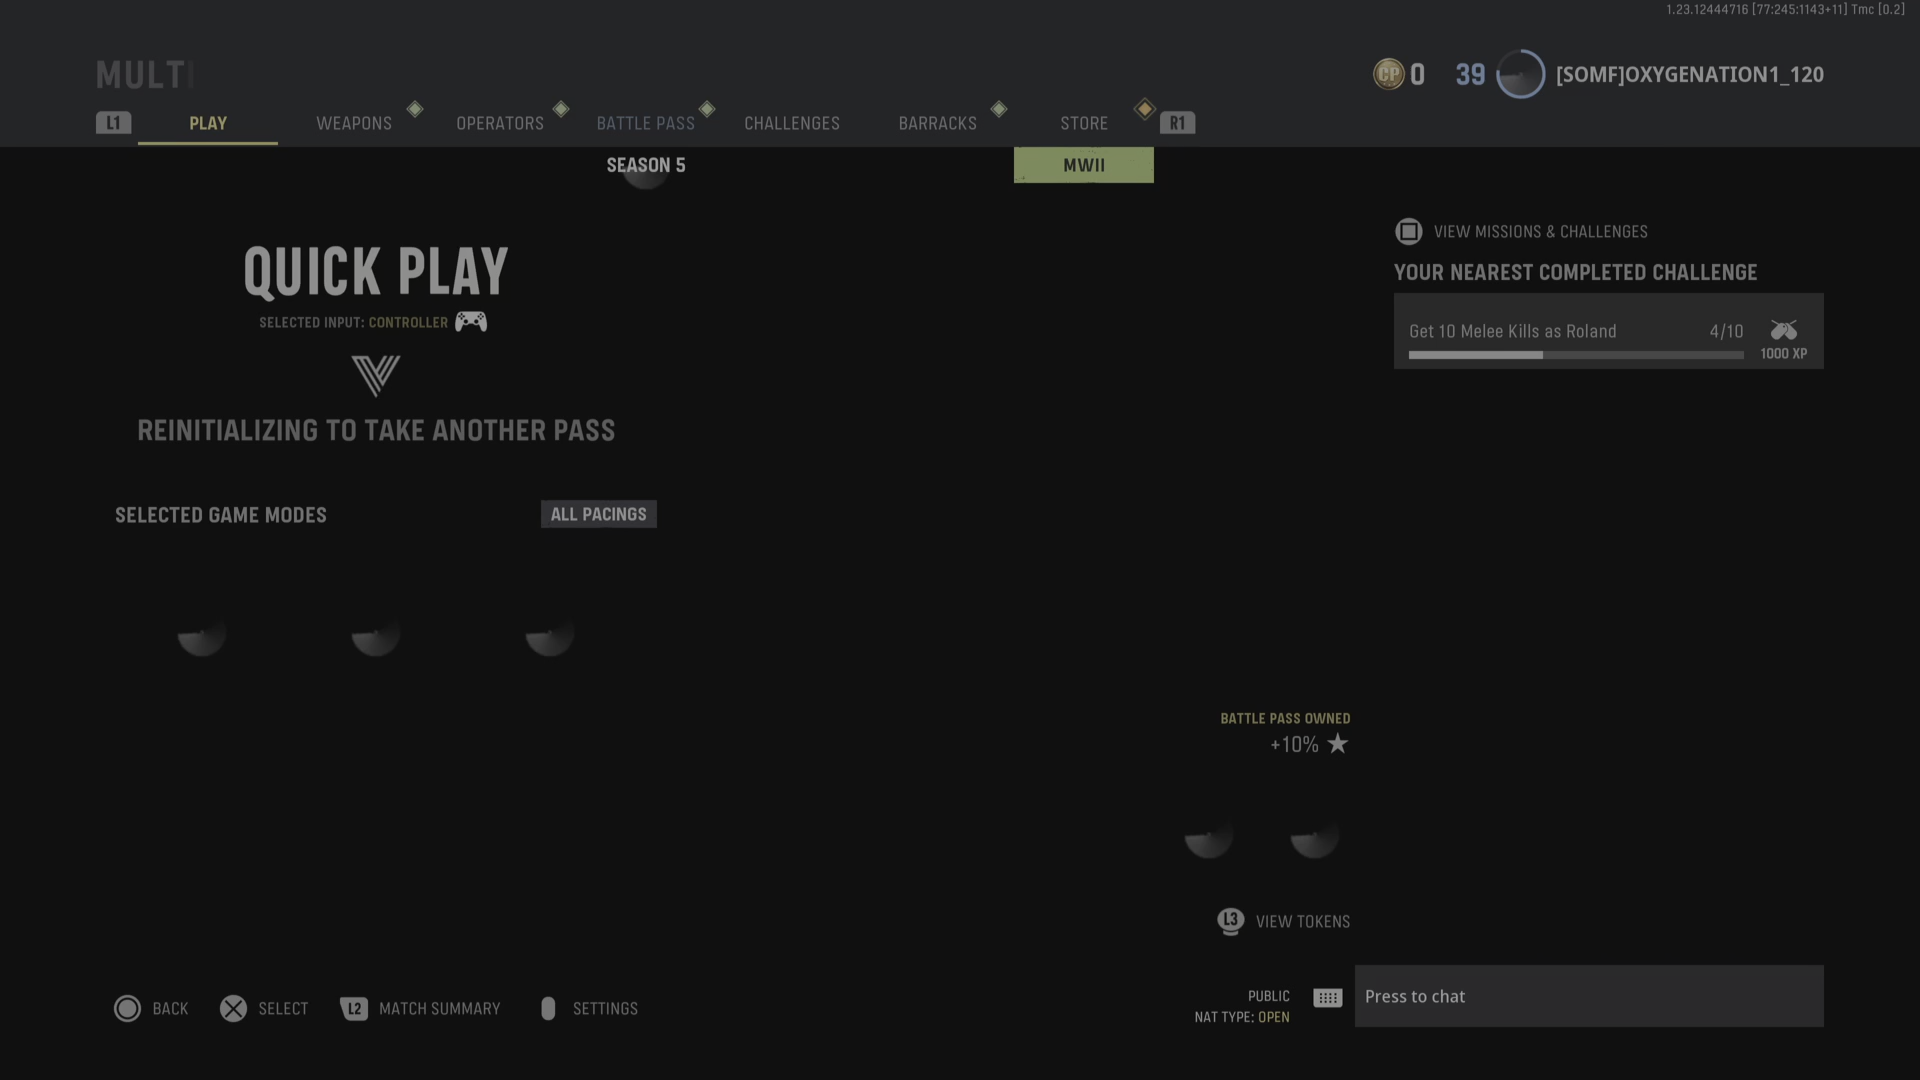 1.23.12444716 [77:245:1143+11] Tmc [0.2]
MULTI
CP 0 39 [SOMF]OXYGENATION1_120
L1 PLAY WEAPONS OPERATORS BATTLE PASS CHALLENGES BARRACKS STORE R1
SEASON 5 MWII
VIEW MISSIONS & CHALLENGES
YOUR NEAREST COMPLETED CHALLENGE
Get 10 Melee Kills as Roland 4/10
1000 XP
QUICK PLAY
SELECTED INPUT: CONTROLLER
REINITIALIZING TO TAKE ANOTHER PASS
SELECTED GAME MODES ALL PACINGS
BATTLE PASS OWNED
+10%
L3 VIEW TOKENS
BACK SELECT L2 MATCH SUMMARY SETTINGS
PUBLIC
NAT TYPE: OPEN
Press to chat